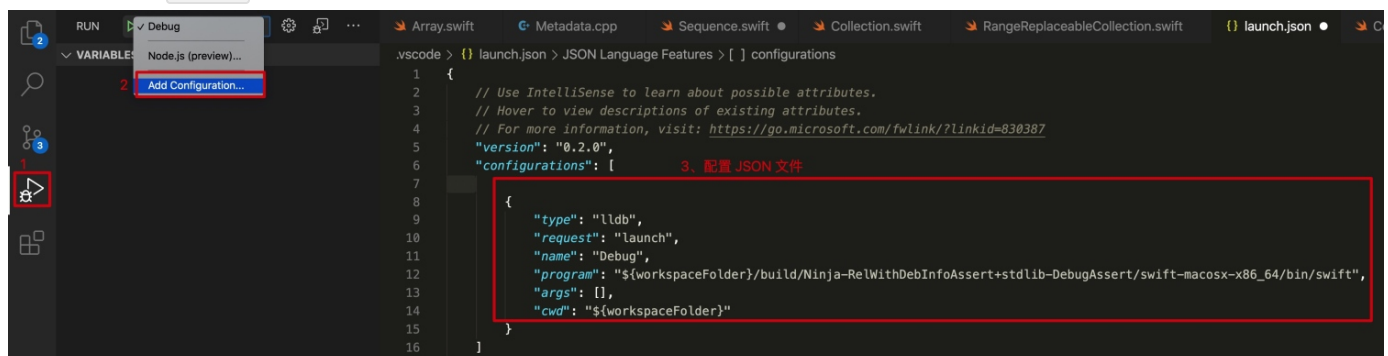 RUN Debug
Array.swift Metadata.cpp Sequence.swift Collection.swift RangeReplaceableCollection.swift {} launch.json
2
VARIABLES
Node.js (preview)...
2 Add Configuration...
3
1
.vscode > {} launch.json > JSON Language Features > [ ] configurations
1 {
2 // Use IntelliSense to learn about possible attributes.
3 // Hover to view descriptions of existing attributes.
4 // For more information, visit: https://go.microsoft.com/fwlink/?linkid=830387
5 "version": "0.2.0",
6 "configurations": [ 3、配置 JSON 文件
7
8 {
9 "type": "lldb",
10 "request": "launch",
11 "name": "Debug",
12 "program": "${workspaceFolder}/build/Ninja-RelWithDebInfoAssert+stdlib-DebugAssert/swift-macosx-x86_64/bin/swift",
13 "args": [],
14 "cwd": "${workspaceFolder}"
15 }
16 ]